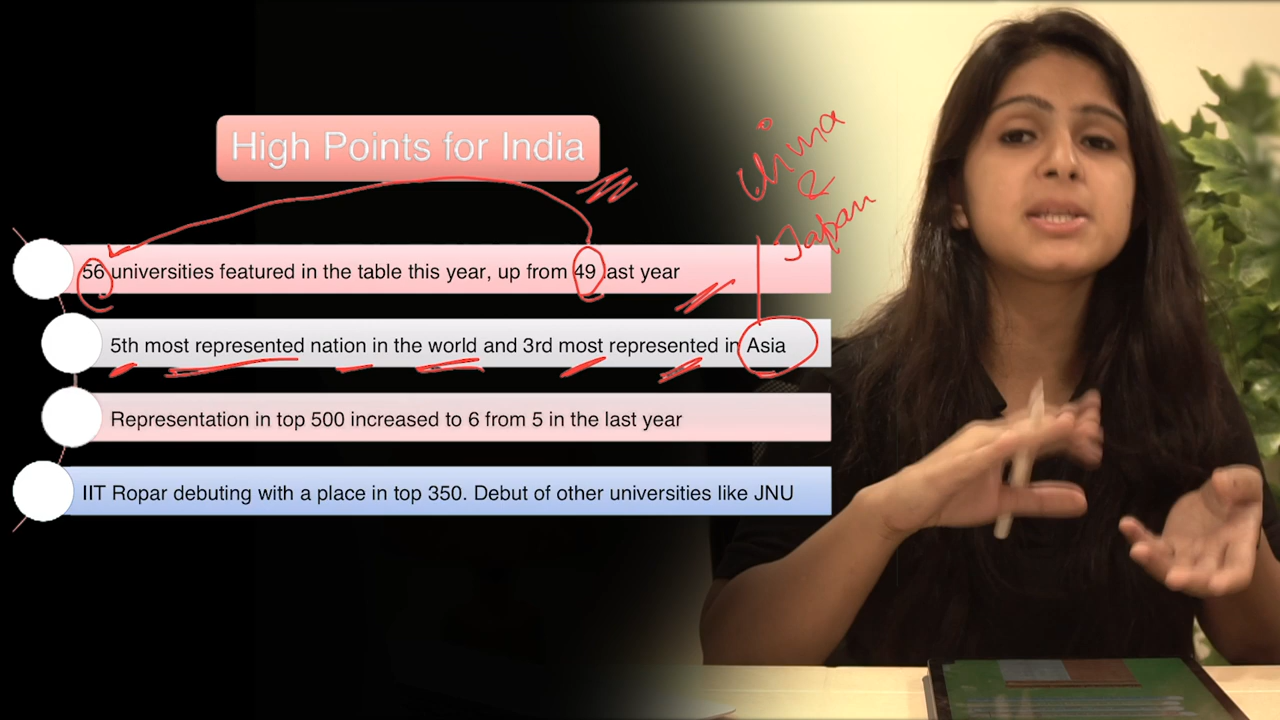 High Points for India
China
&
Japan
56 universities featured in the table this year, up from 49 last year
5th most represented nation in the world and 3rd most represented in Asia
Representation in top 500 increased to 6 from 5 in the last year
IIT Ropar debuting with a place in top 350. Debut of other universities like JNU